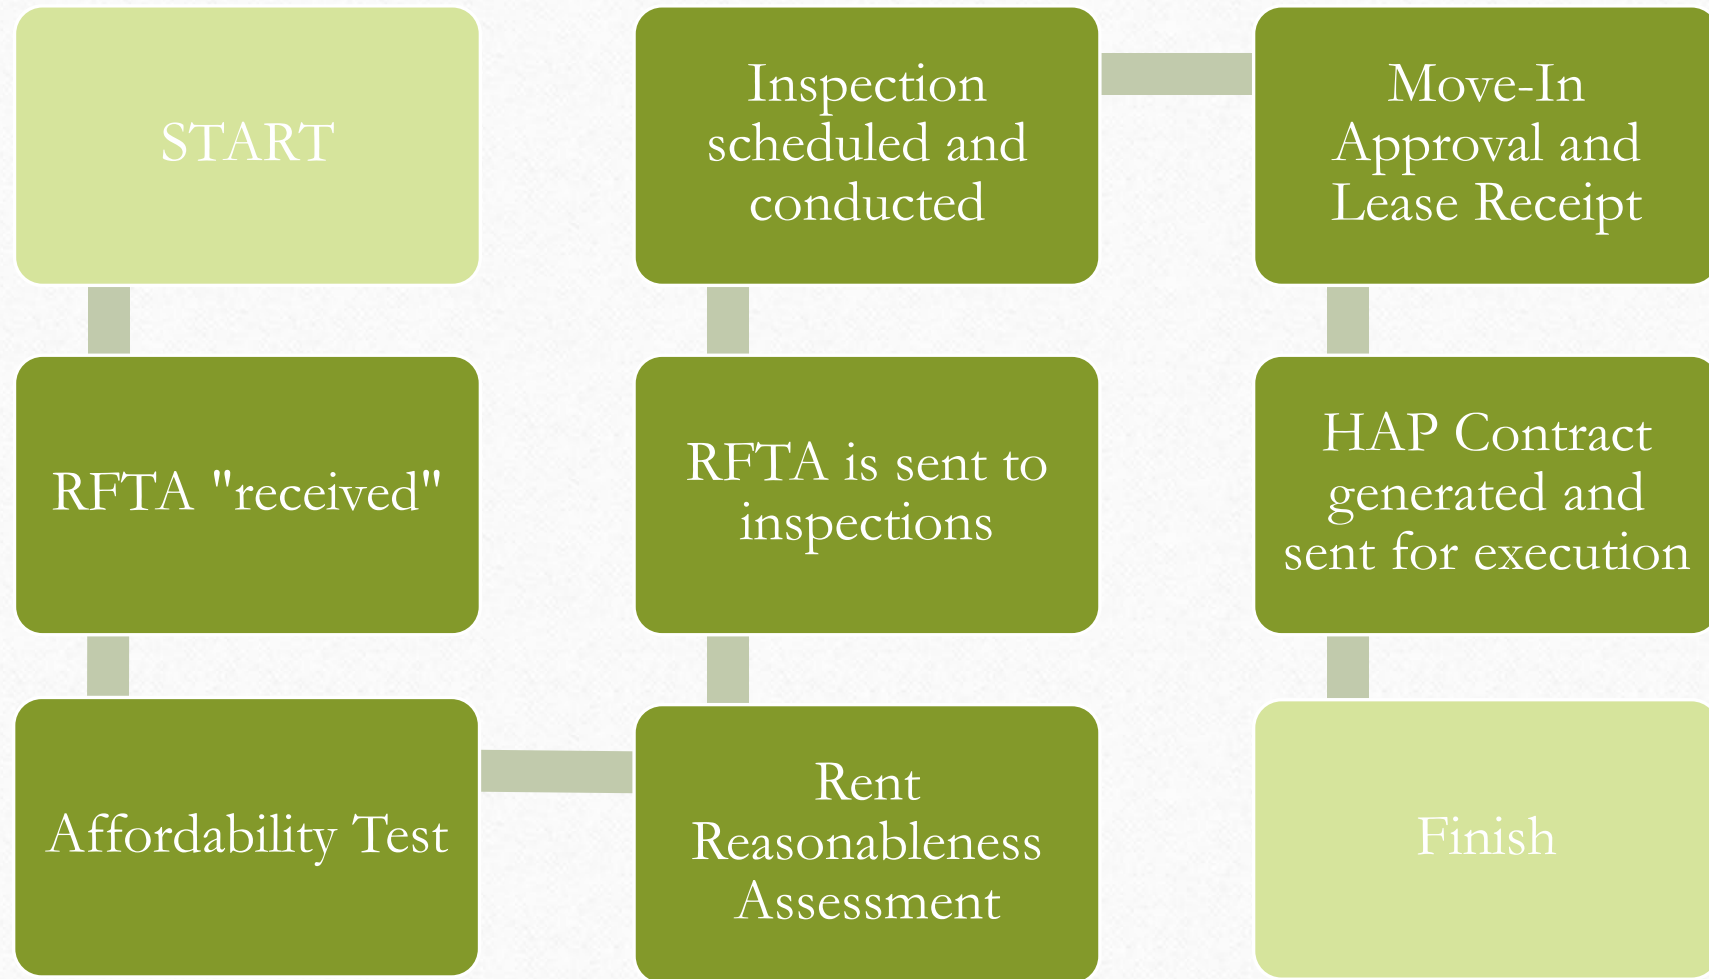 START
RFTA "received"
Affordability Test
Rent
Reasonableness
Assessment
RFTA is sent to
inspections
Inspection
scheduled and
conducted
Move-In
Approval and
Lease Receipt
HAP Contract
generated and
sent for execution
Finish